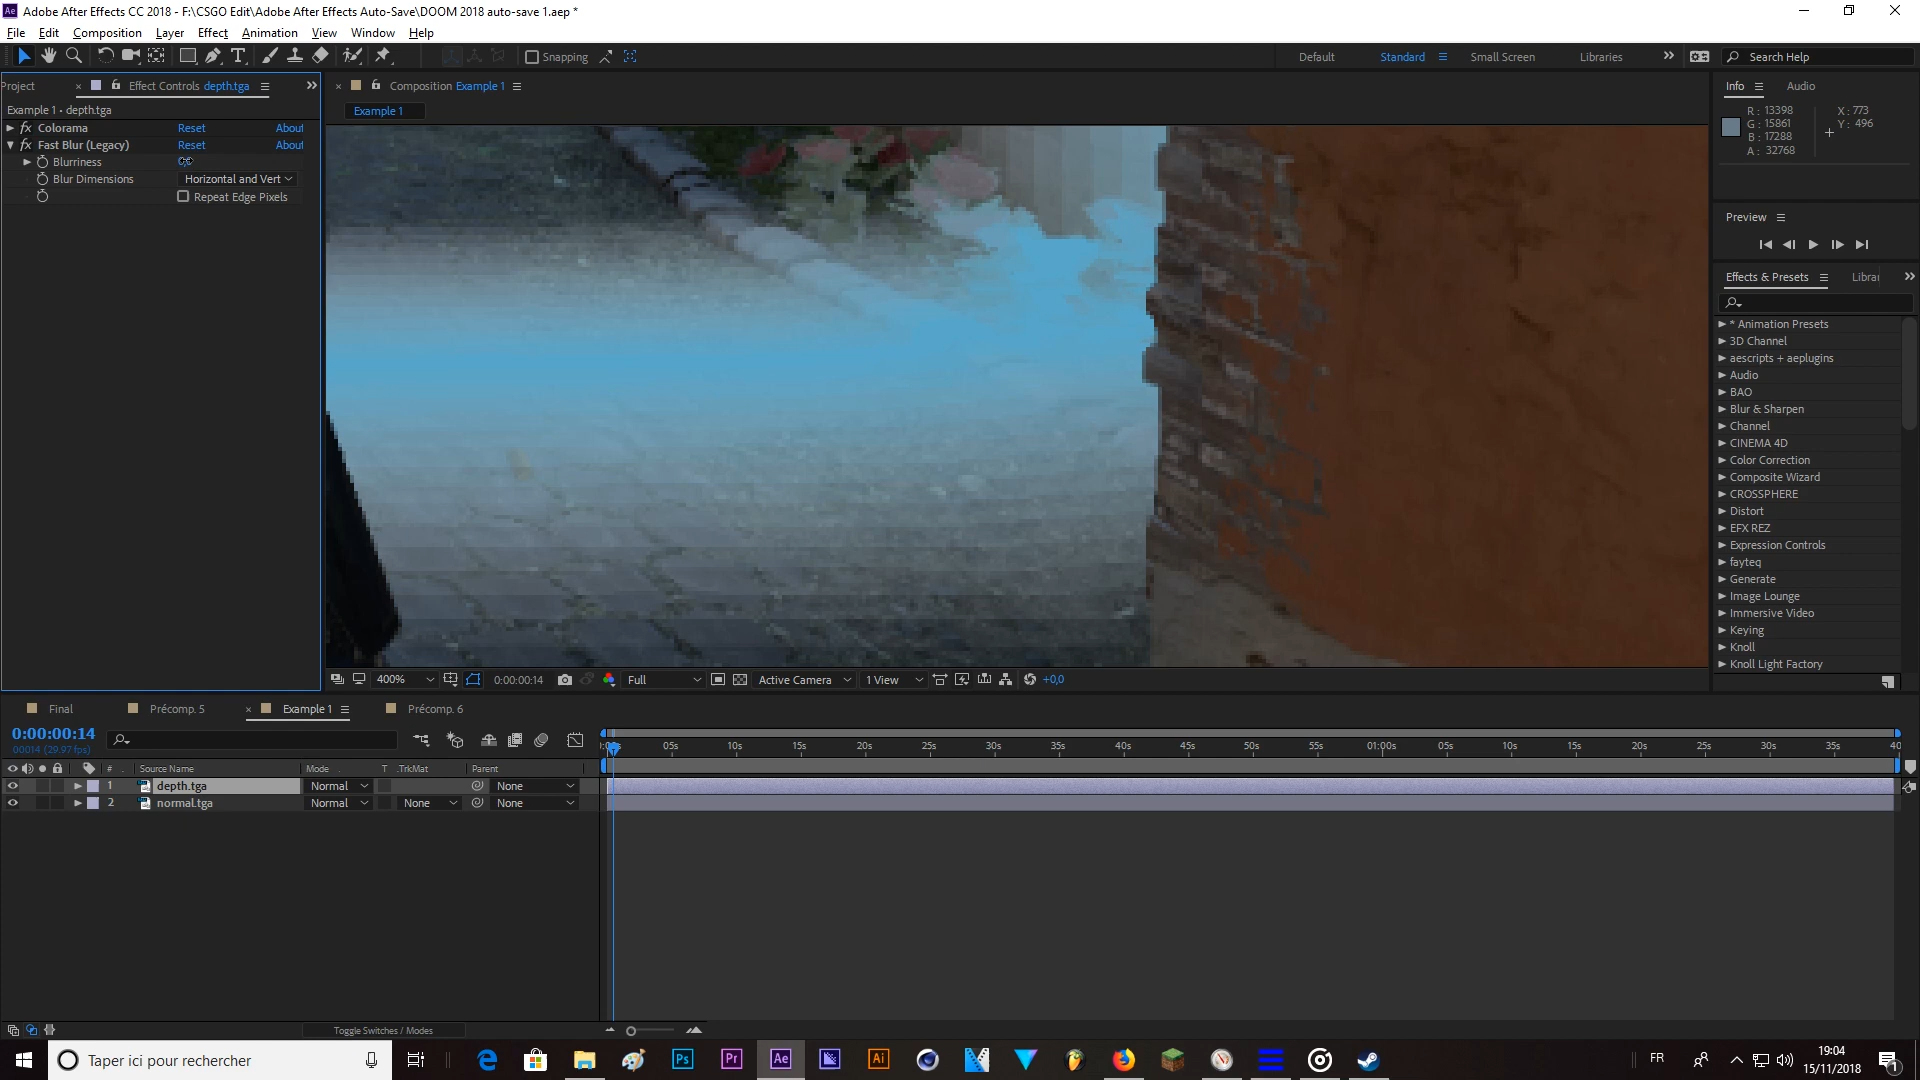 Adobe After Effects CC 2018 - F:\CSGO Edit\Adobe After Effects Auto-Save\DOOM 2018 auto-save 1.aep *
File Edit Composition Layer Effect Animation View Window Help
Snapping Default Standard Small Screen Libraries Search Help
Project Effect Controls depth.tga Composition Example 1 Info Audio
Example 1 • depth.tga Example 1
R: 13398 X: 773
G: 15861 Y: 496
B: 17288
A: 32768
fx Colorama Reset About
fx Fast Blur (Legacy) Reset About
Blurriness
Blur Dimensions Horizontal and Vert
Repeat Edge Pixels
Preview
Effects & Presets Librar
* Animation Presets
3D Channel
aescripts + aeplugins
Audio
BAO
Blur & Sharpen
Channel
CINEMA 4D
Color Correction
Composite Wizard
CROSSPHERE
Distort
EFX REZ
Expression Controls
fayteq
Generate
Image Lounge
Immersive Video
Keying
Knoll
Knoll Light Factory
400% 0:00:00:14 Full Active Camera 1 View +0,0
Final Précomp. 5 Example 1 Précomp. 6
0:00:00:14
00014 (29.97 fps)
05s 10s 15s 20s 25s 30s 35s 40s 45s 50s 55s 01:00s 05s 10s 15s 20s 25s 30s 35s 40
# Source Name Mode T .TrkMat Parent
1 depth.tga Normal None
2 normal.tga Normal None None
Toggle Switches / Modes
Taper ici pour rechercher Ps Pr Ae Ai FR 19:04
15/11/2018 1